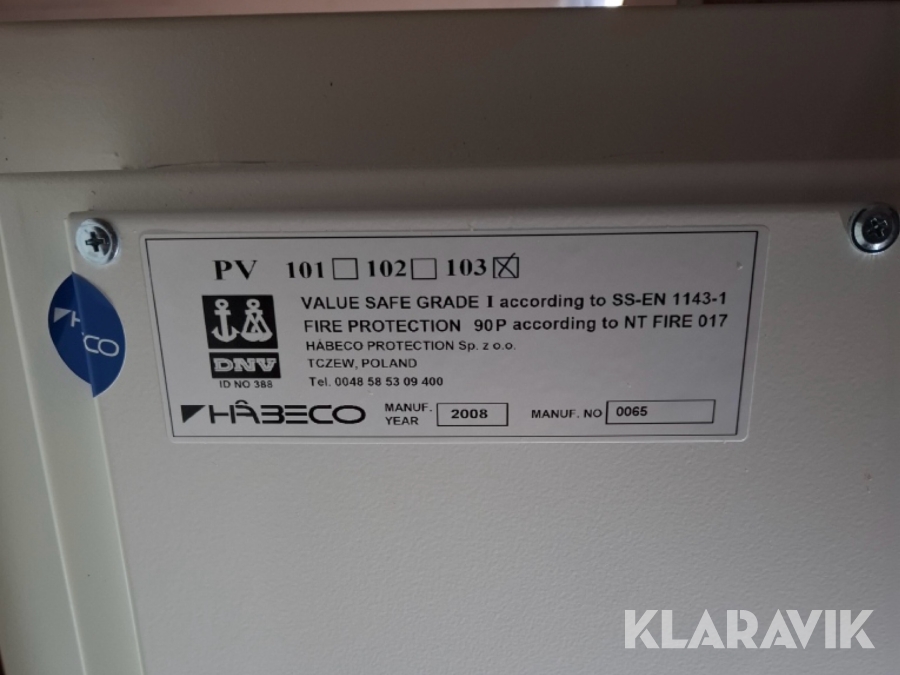 PV 101 102 103
VALUE SAFE GRADE I according to SS-EN 1143-1
FIRE PROTECTION 90P according to NT FIRE 017
HÅBECO PROTECTION Sp. z o.o.
TCZEW, POLAND
Tel. 0048 58 53 09 400
DNV
ID NO 388
HÅBECO
MANUF. YEAR 2008
MANUF. NO 0065
KLARAVIK